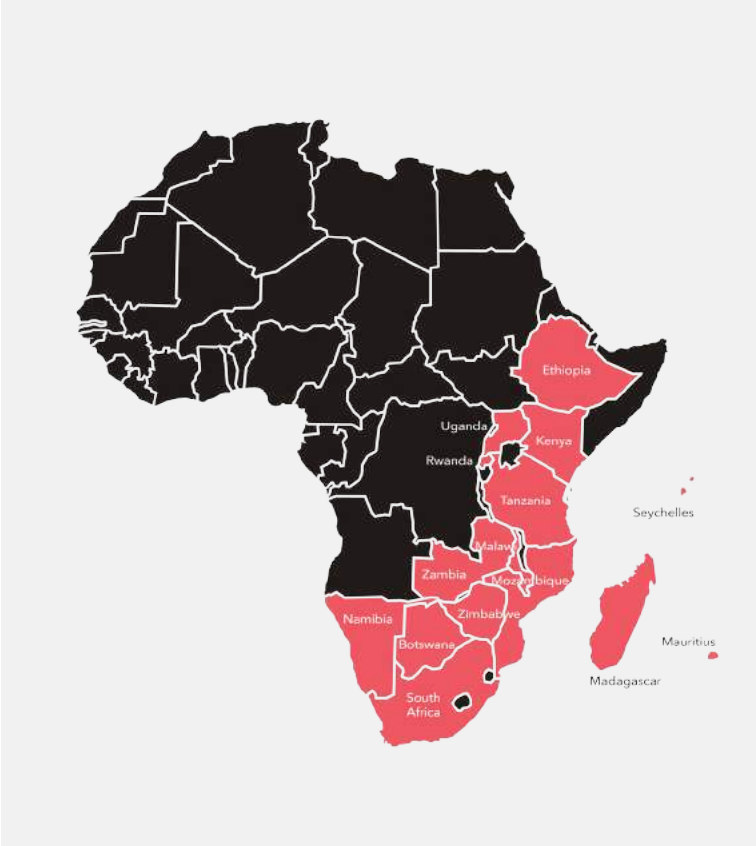 Ethiopia
Uganda
Kenya
Rwanda
Tanzania
Seychelles
Malawi
Zambia
Mozambique
Zimbabwe
Namibia
Mauritius
Botswana
Madagascar
South
Africa